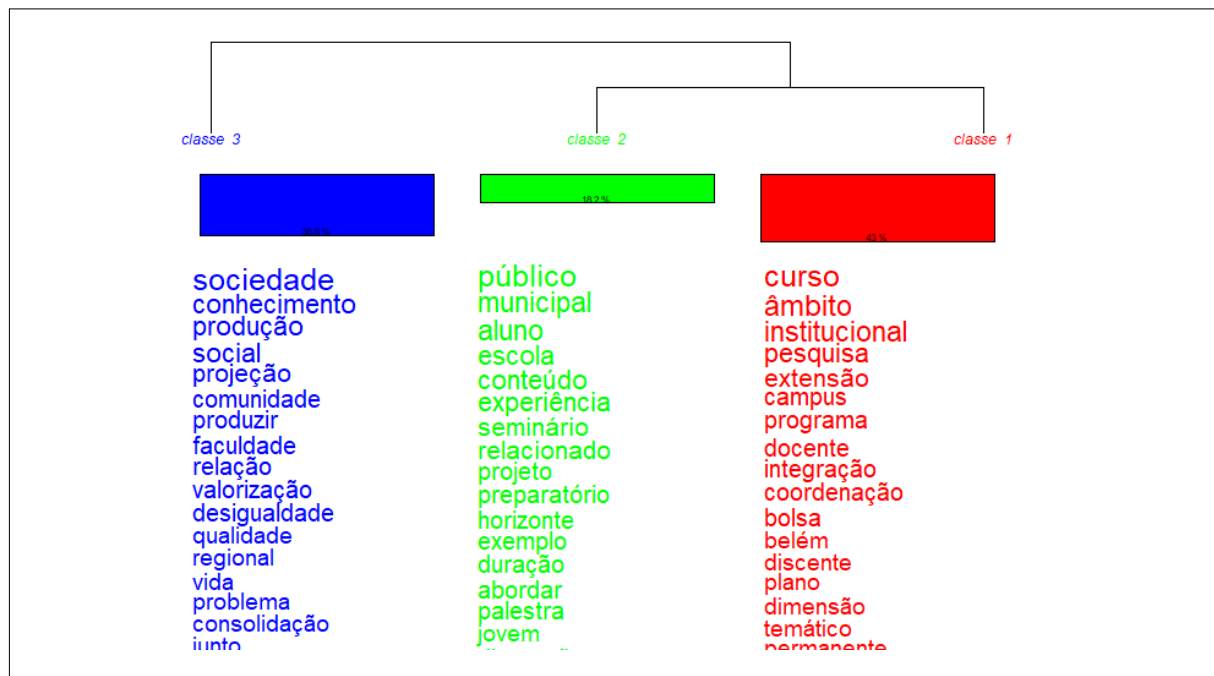 classe 3
classe 2
classe 1
18.2 %
43 %
sociedade
conhecimento
produção
social
projeção
comunidade
produzir
faculdade
relação
valorização
desigualdade
qualidade
regional
vida
problema
consolidação
junto
público
municipal
aluno
escola
conteúdo
experiência
seminário
relacionado
projeto
preparatório
horizonte
exemplo
duração
abordar
palestra
jovem
curso
âmbito
institucional
pesquisa
extensão
campus
programa
docente
integração
coordenação
bolsa
belém
discente
plano
dimensão
temático
permanente